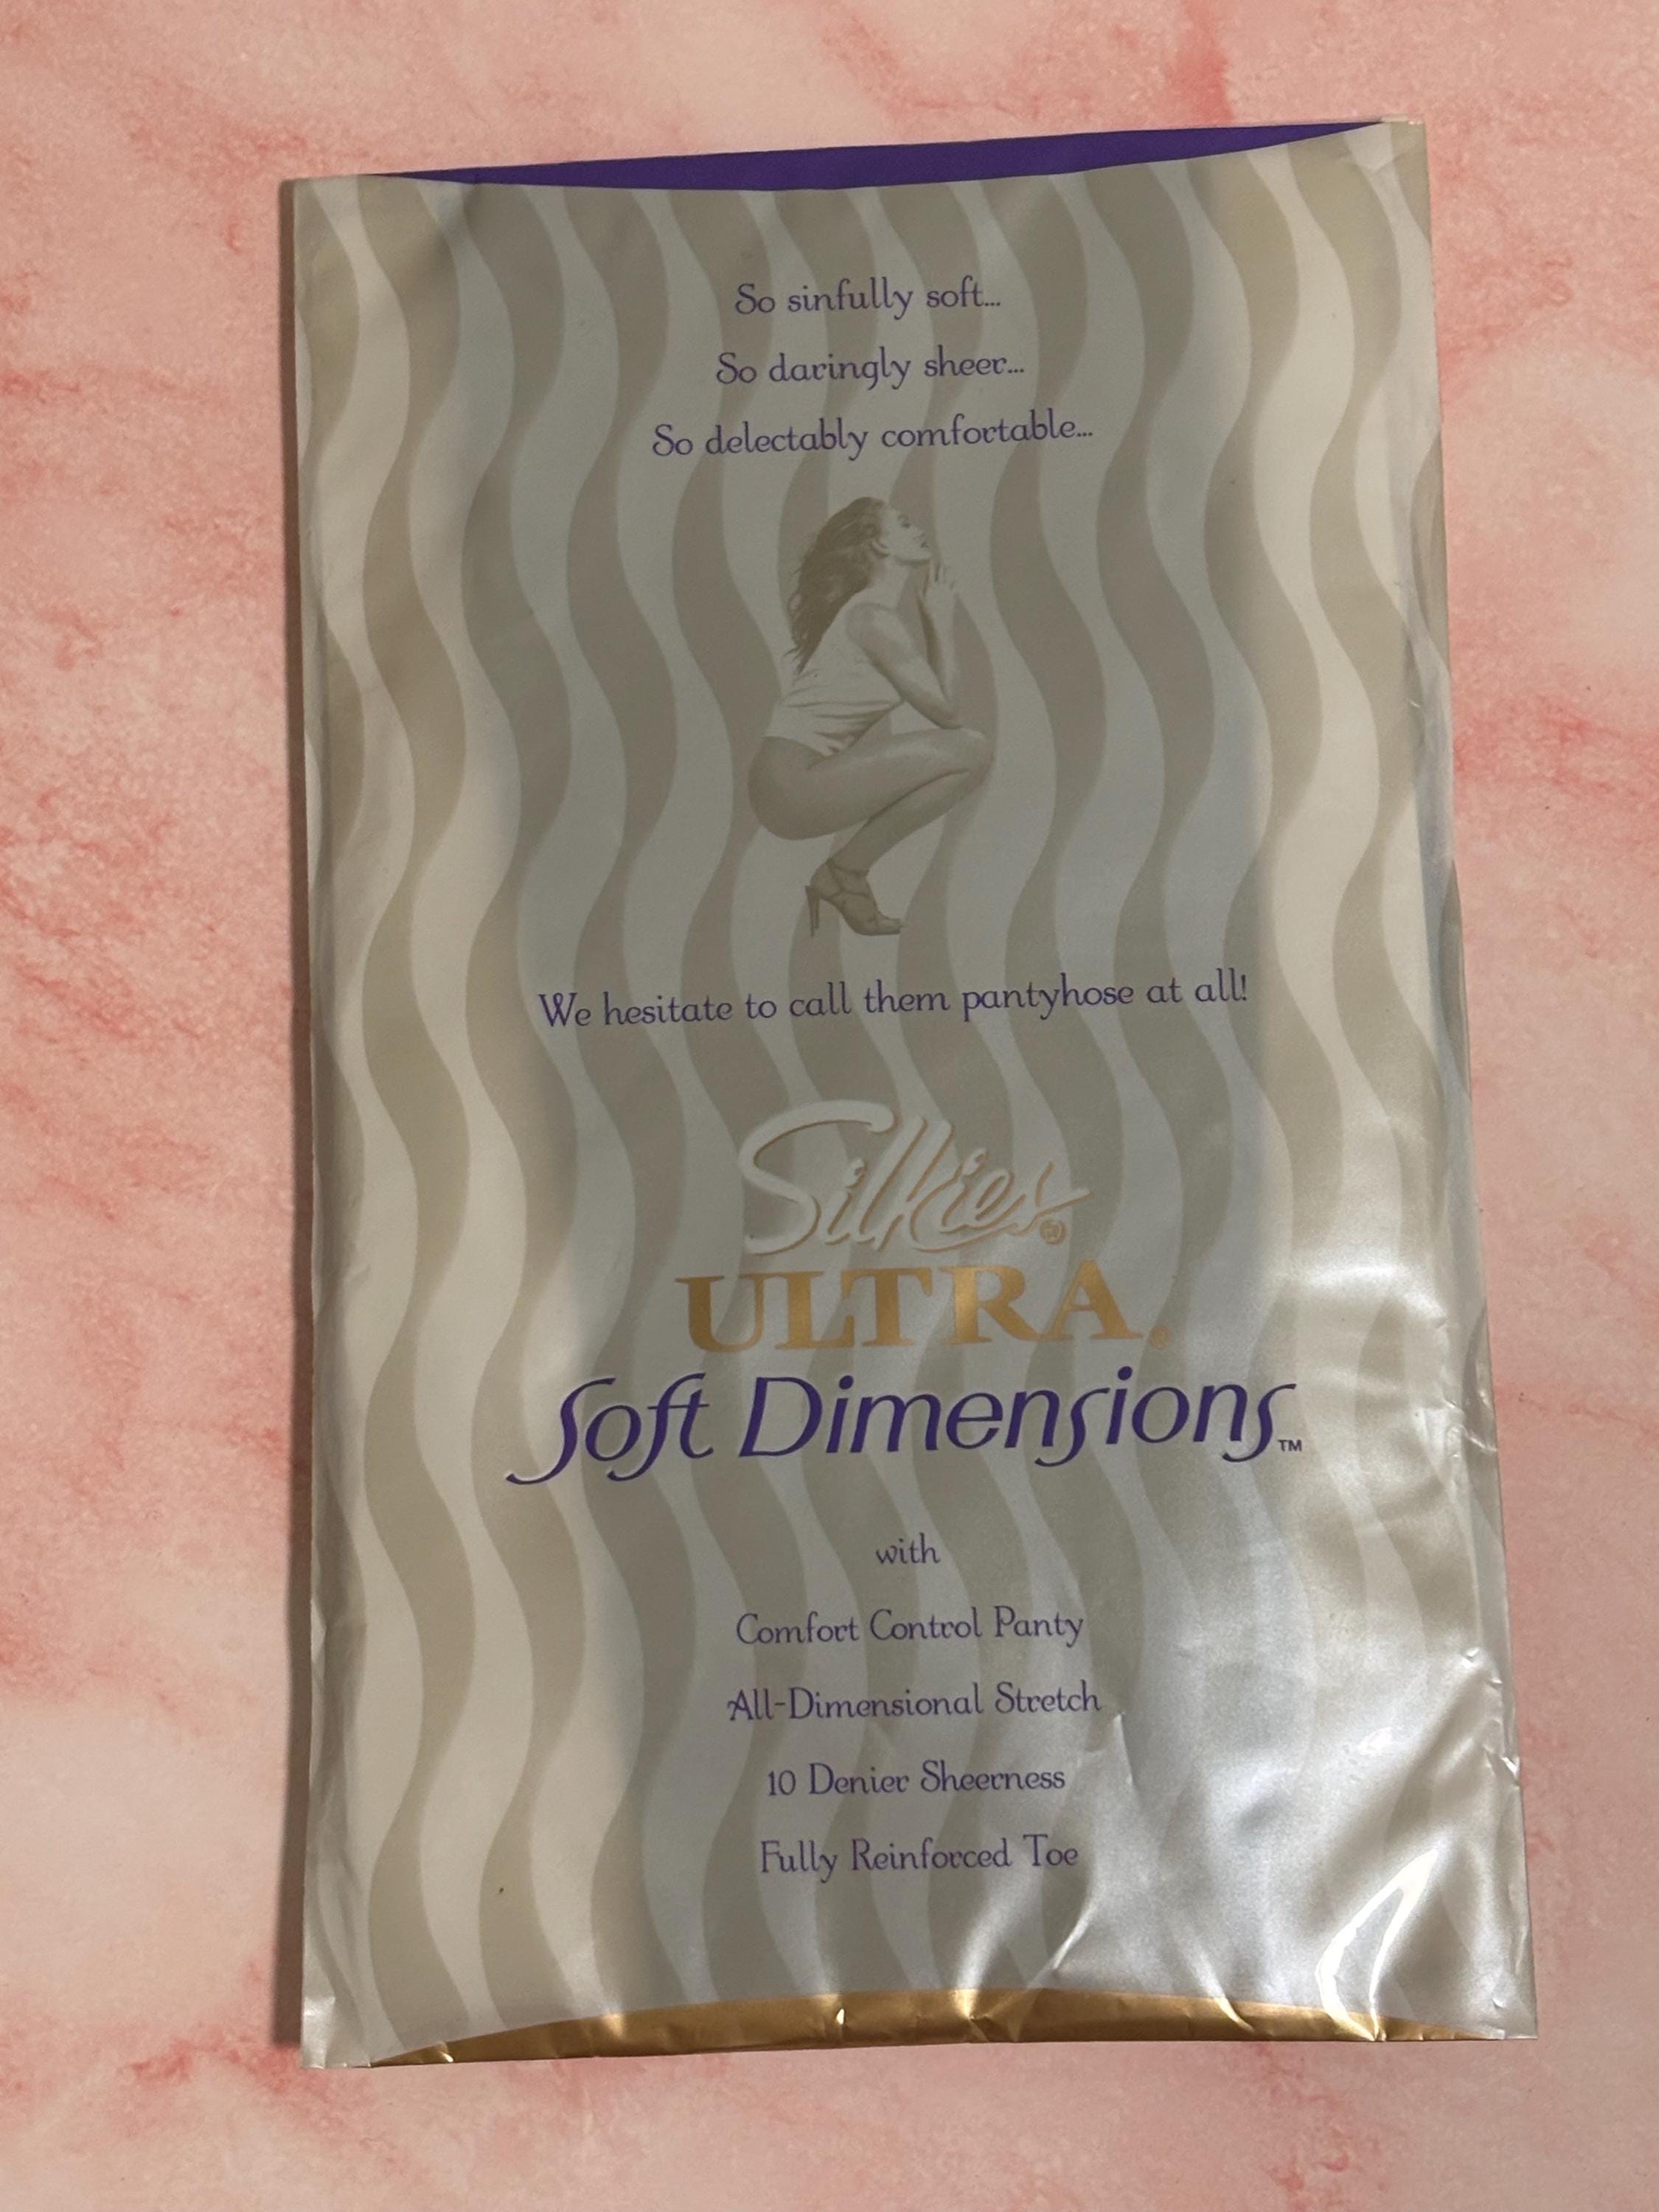 So sinfully soft...
So daringly sheer...
So delectably comfortable...
We hesitate to call them pantyhose at all!
Silkies®
ULTRA®
Soft Dimensions™
with
Comfort Control Panty
All-Dimensional Stretch
10 Denier Sheerness
Fully Reinforced Toe